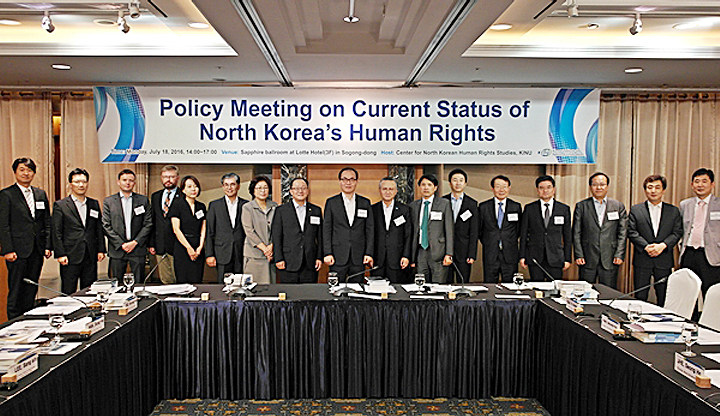 Policy Meeting on Current Status of
North Korea's Human Rights
July 18, 2016, 14:00~17:00 Venue: Sapphire ballroom at Lotte Hotel(3F) in Sogong-dong Host: Center for North Korean Human Rights Studies, KINU